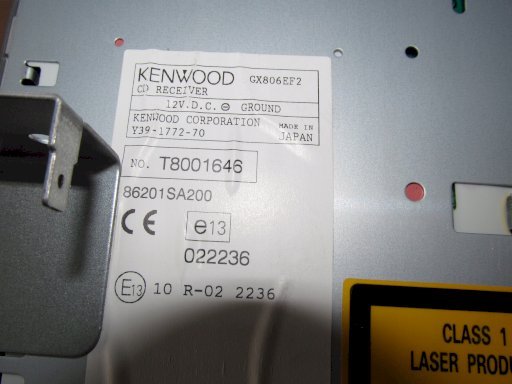 KENWOOD GX806EF2
CD RECEIVER
12V.D.C. ⊖ GROUND
KENWOOD CORPORATION MADE IN
Y39-1772-70 JAPAN
NO. T8001646
86201SA200
CE e13
022236
E13 10 R-02 2236
CLASS 1
LASER PRODU